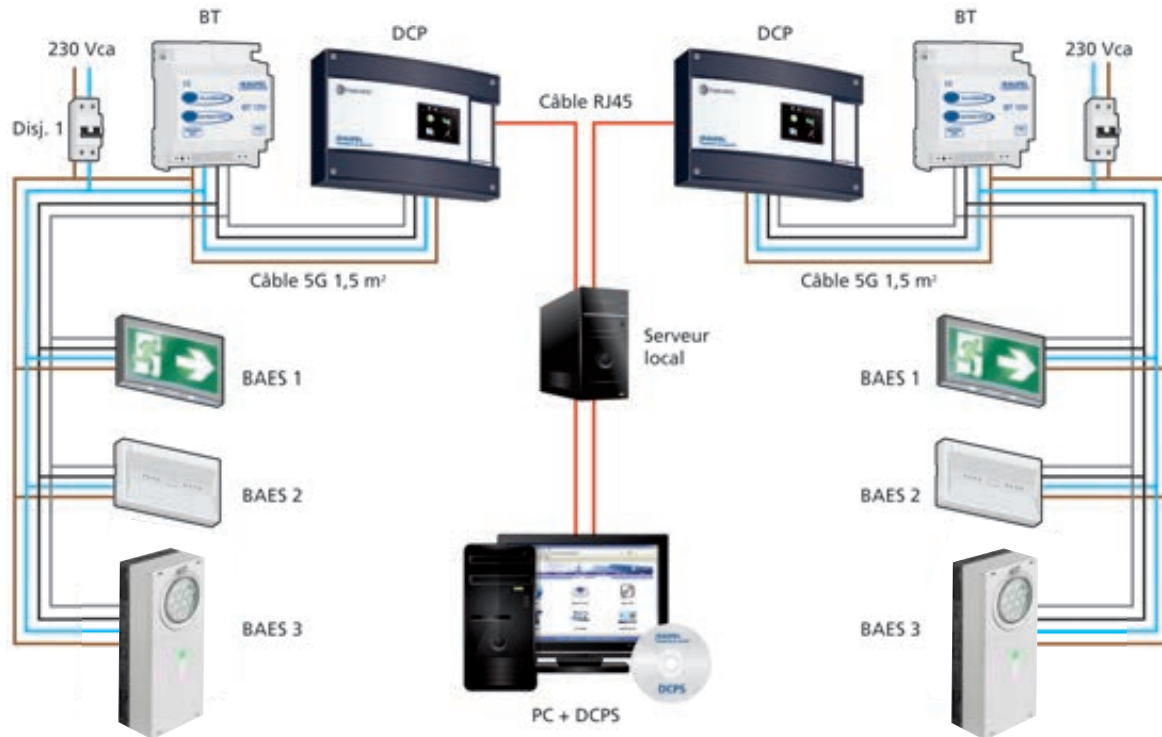 BT
DCP
DCP
BT
230 Vca
230 Vca
Câble RJ45
Disj. 1
Câble 5G 1,5 m²
Câble 5G 1,5 m²
Serveur
local
BAES 1
BAES 1
BAES 2
BAES 2
BAES 3
BAES 3
DCPS
PC + DCPS